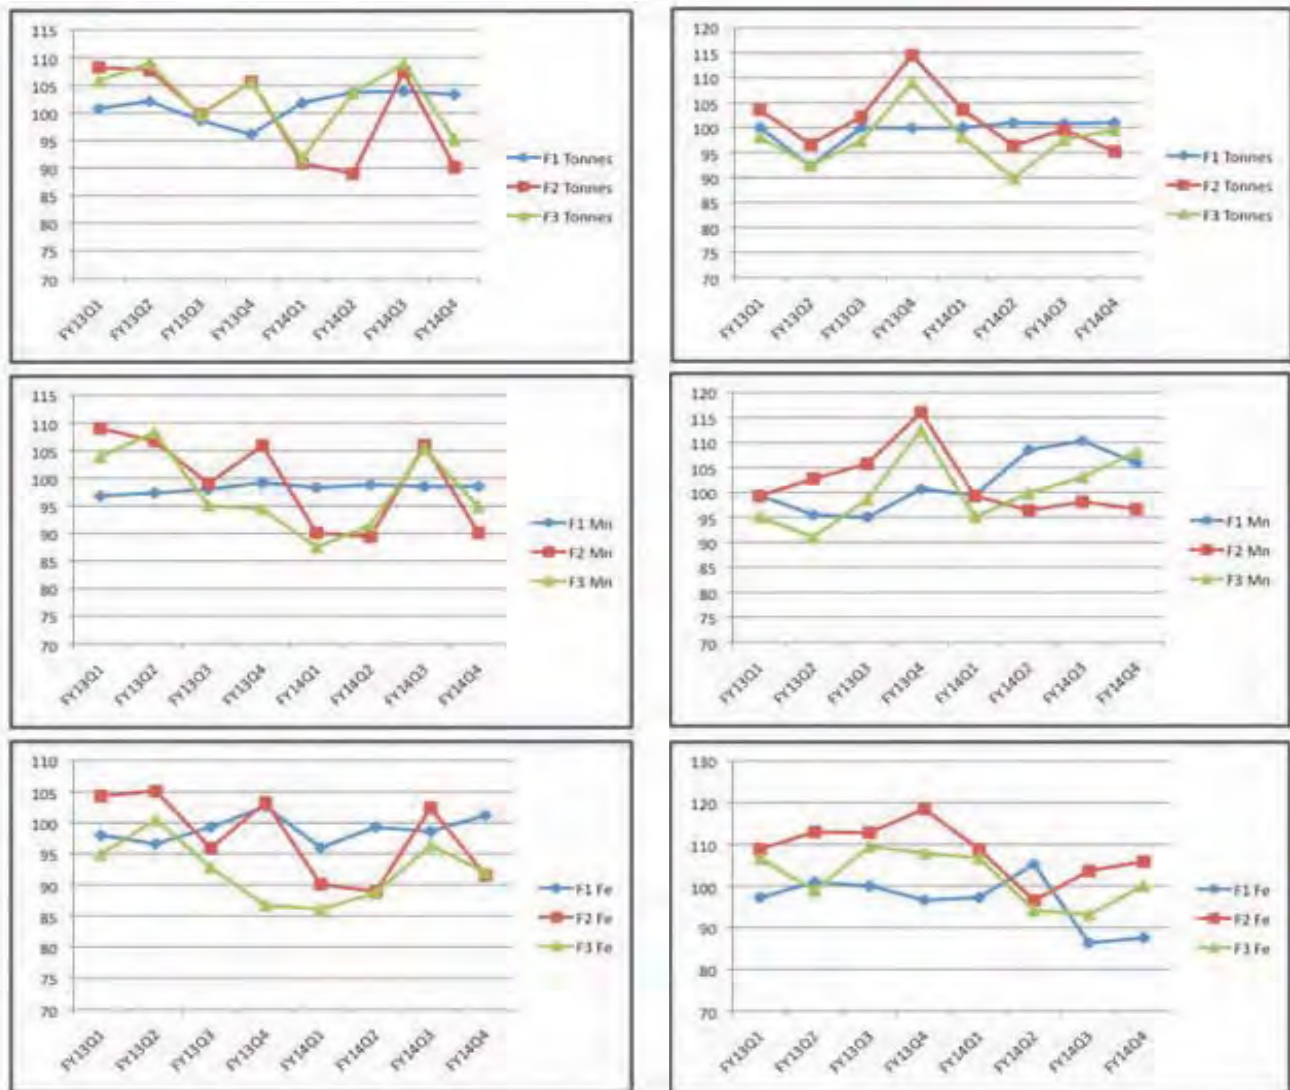 115
110
105
100
95
90
85
80
75
70
FY13Q1
FY13Q2
FY13Q3
FY13Q4
FY14Q1
FY14Q2
FY14Q3
FY14Q4
F1 Tonnes
F2 Tonnes
F3 Tonnes
120
115
110
105
100
95
90
85
80
75
70
FY13Q1
FY13Q2
FY13Q3
FY13Q4
FY14Q1
FY14Q2
FY14Q3
FY14Q4
F1 Tonnes
F2 Tonnes
F3 Tonnes
115
110
105
100
95
90
85
80
75
70
FY13Q1
FY13Q2
FY13Q3
FY13Q4
FY14Q1
FY14Q2
FY14Q3
FY14Q4
F1 Mn
F2 Mn
F3 Mn
120
115
110
105
100
95
90
85
80
75
70
FY13Q1
FY13Q2
FY13Q3
FY13Q4
FY14Q1
FY14Q2
FY14Q3
FY14Q4
F1 Mn
F2 Mn
F3 Mn
110
105
100
95
90
85
80
75
70
FY13Q1
FY13Q2
FY13Q3
FY13Q4
FY14Q1
FY14Q2
FY14Q3
FY14Q4
F1 Fe
F2 Fe
F3 Fe
130
120
110
100
90
80
70
FY13Q1
FY13Q2
FY13Q3
FY13Q4
FY14Q1
FY14Q2
FY14Q3
FY14Q4
F1 Fe
F2 Fe
F3 Fe